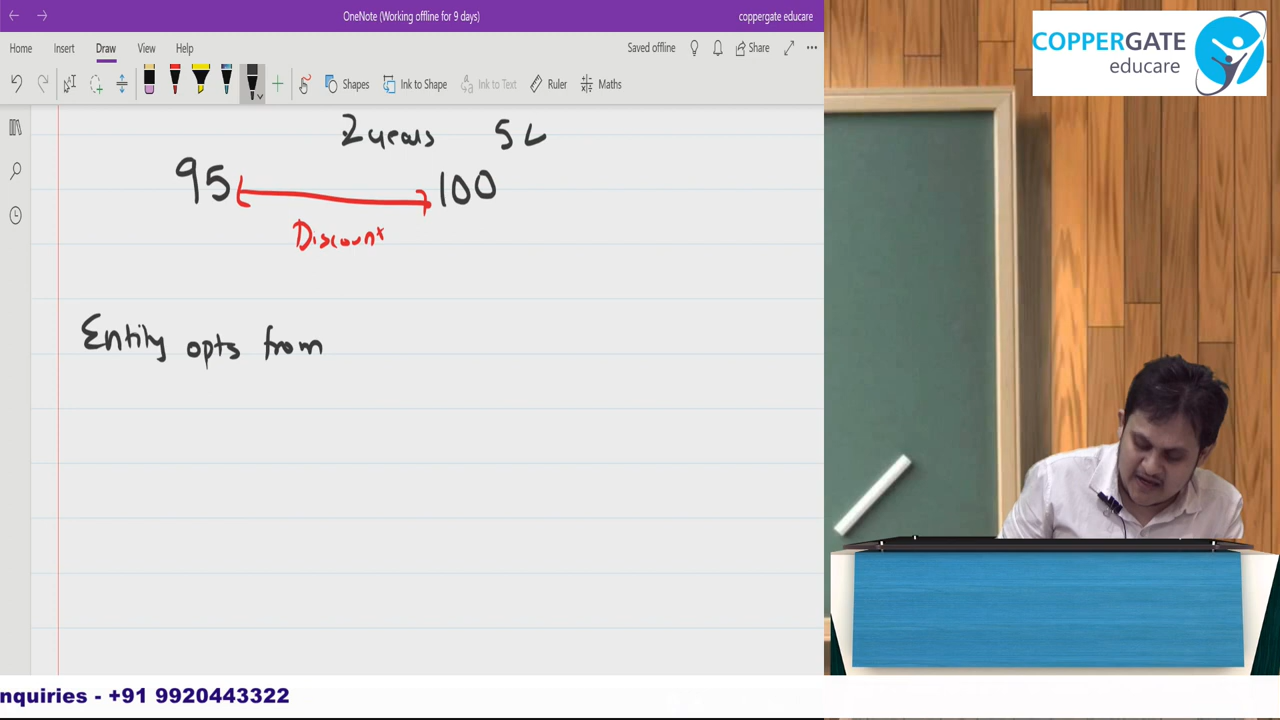 OneNote (Working offline for 9 days)
coppergate educare
Home Insert Draw View Help
Saved offline
Share
Shapes
Ink to Shape
Ink to Text
Ruler
Maths
COPPERGATE
educare
2 years 5 L
95 100
Discount
Entity opts from
nquiries - +91 9920443322